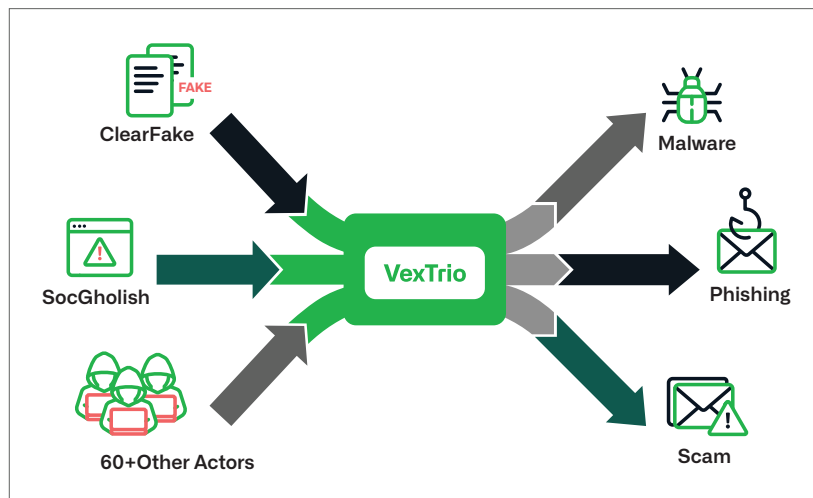 FAKE
ClearFake
Malware
SocGholish
VexTrio
Phishing
60+Other Actors
Scam